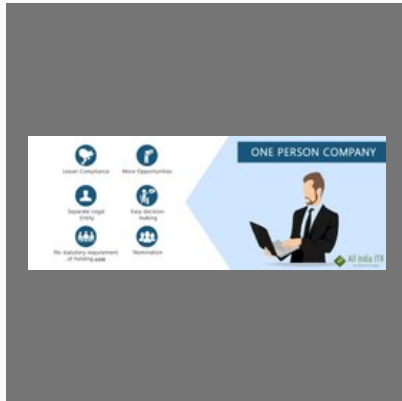 ONE PERSON COMPANY
Lesser Compliance
More Opportunities
Separate Legal
Entity
Easy decision
making
No statutory requirement
of holding AGM
Nomination
All India ITR